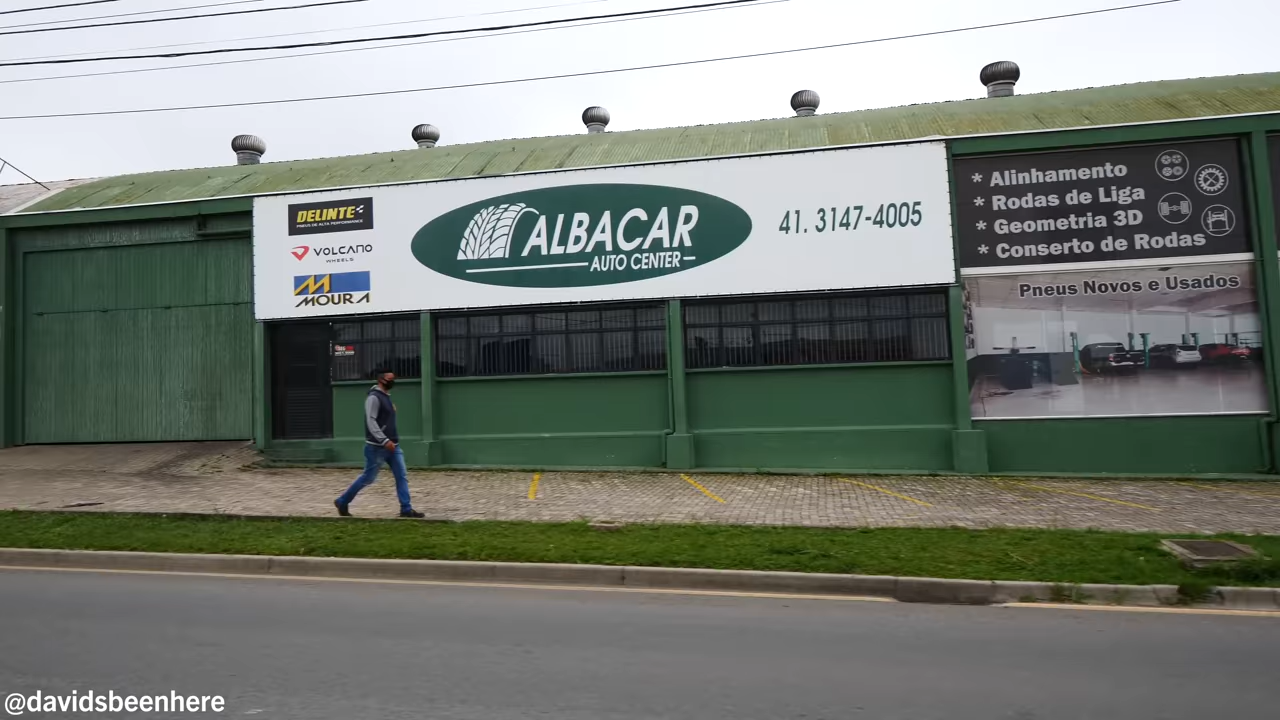 DELINTE
PNEUS DE ALTA PERFORMANCE
VOLCANO
WHEELS
MOURA
ALBACAR
AUTO CENTER
41. 3147-4005
* Alinhamento
* Rodas de Liga
* Geometria 3D
* Conserto de Rodas
Pneus Novos e Usados
@davidsbeenhere